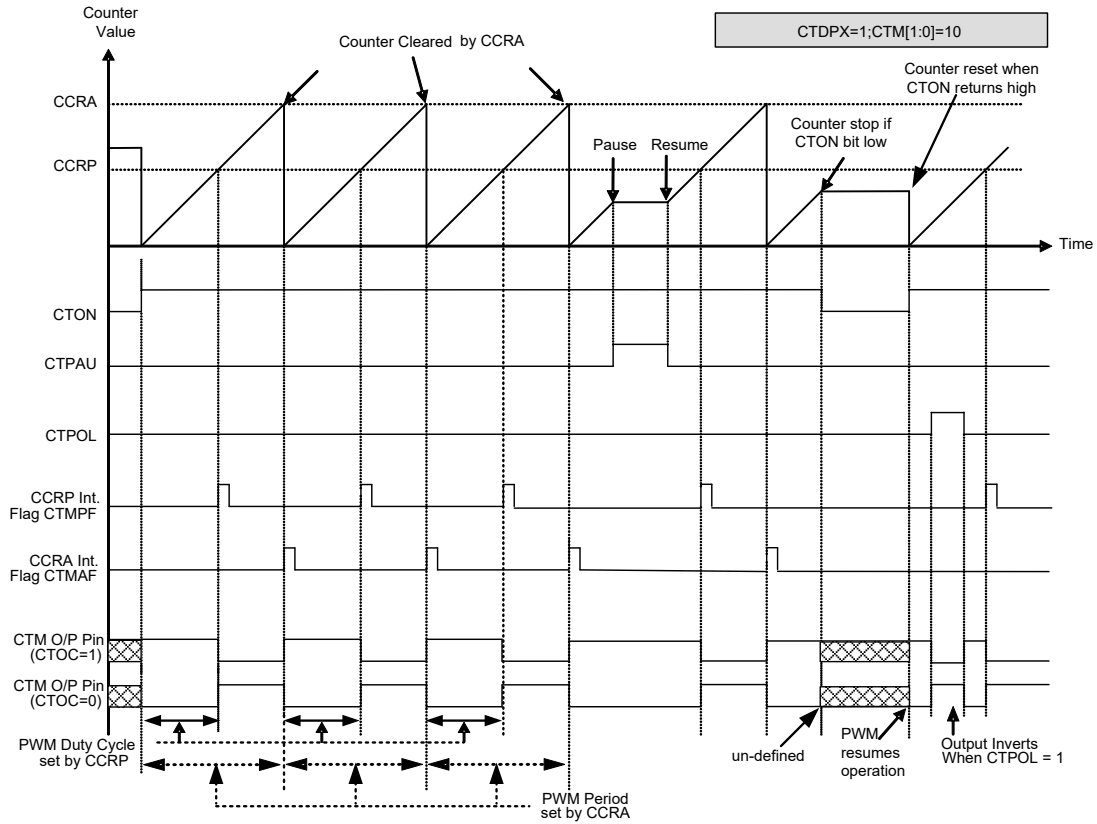 Counter
Value
CTDPX=1;CTM[1:0]=10
Counter Cleared by CCRA
Counter reset when
CTON returns high
CCRA
Counter stop if
CTON bit low
Pause
Resume
CCRP
Time
CTON
CTPAU
CTPOL
CCRP Int.
Flag CTMPF
CCRA Int.
Flag CTMAF
CTM O/P Pin
(CTOC=1)
CTM O/P Pin
(CTOC=0)
PWM Duty Cycle
set by CCRP
un-defined
PWM
resumes
operation
Output Inverts
When CTPOL = 1
PWM Period
set by CCRA